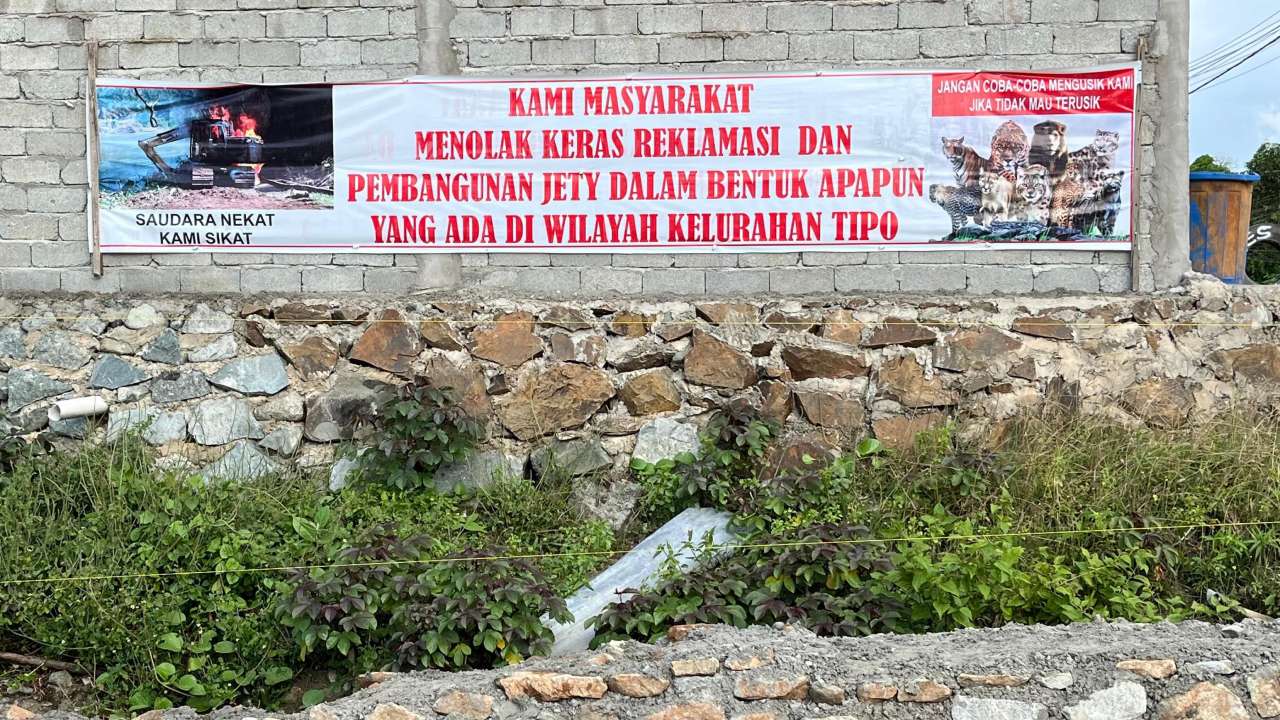 KAMI MASYARAKAT
MENOLAK KERAS REKLAMASI DAN
PEMBANGUNAN JETY DALAM BENTUK APAPUN
YANG ADA DI WILAYAH KELURAHAN TIPO
SAUDARA NEKAT
KAMI SIKAT
JANGAN COBA-COBA MENGUSIK KAMI
JIKA TIDAK MAU TERUSIK